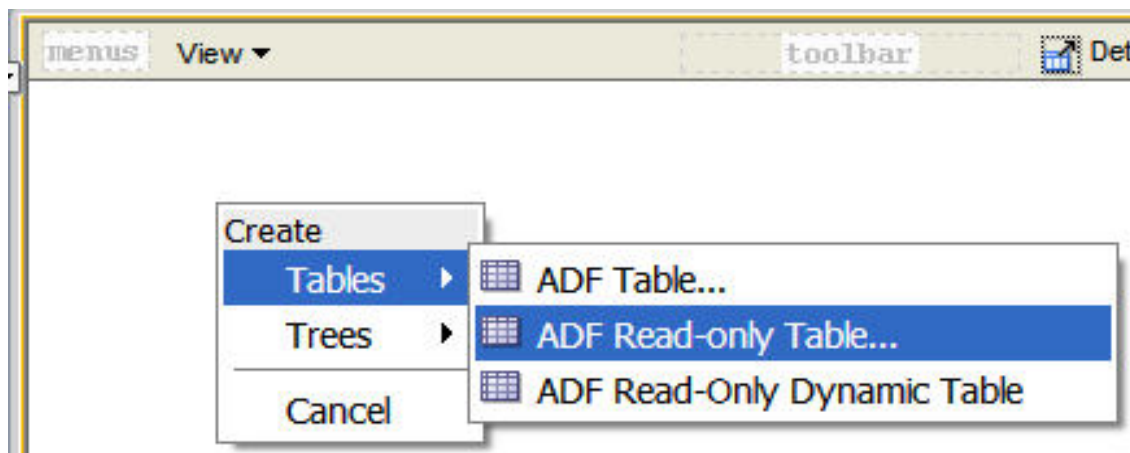 menus View toolbar Det
Create
Tables
ADF Table...
ADF Read-only Table...
Trees
ADF Read-Only Dynamic Table
Cancel